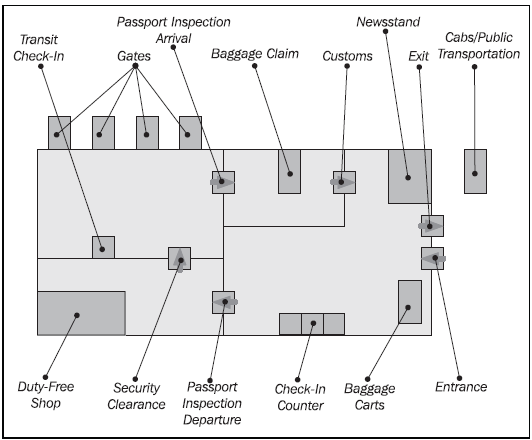 Passport Inspection
Arrival
Newsstand
Transit
Check-In
Gates
Baggage Claim
Customs
Exit
Cabs/Public
Transportation
Duty-Free
Shop
Security
Clearance
Passport
Inspection
Departure
Check-In
Counter
Baggage
Carts
Entrance